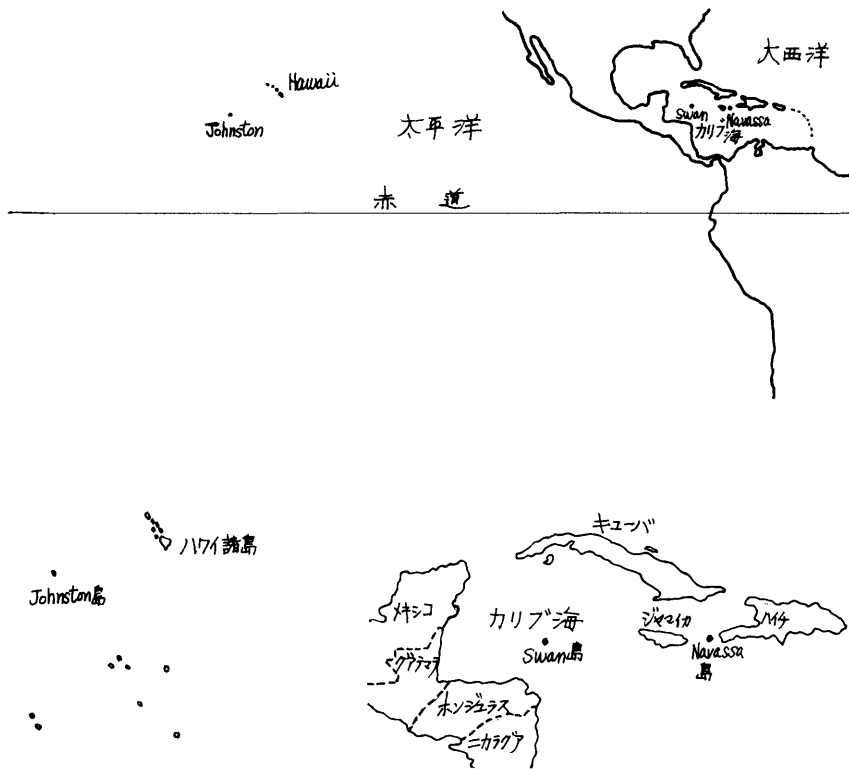 大西洋
Hawaii
Johnston
太平洋
Swan
Navassa
カリブ海
赤道
キューバ
ハワイ諸島
Johnston島
メキシコ
カリブ海
ジャマイカ
ハイチ
Swan島
Navassa
島
グアテマラ
ホンジュラス
ニカラグア